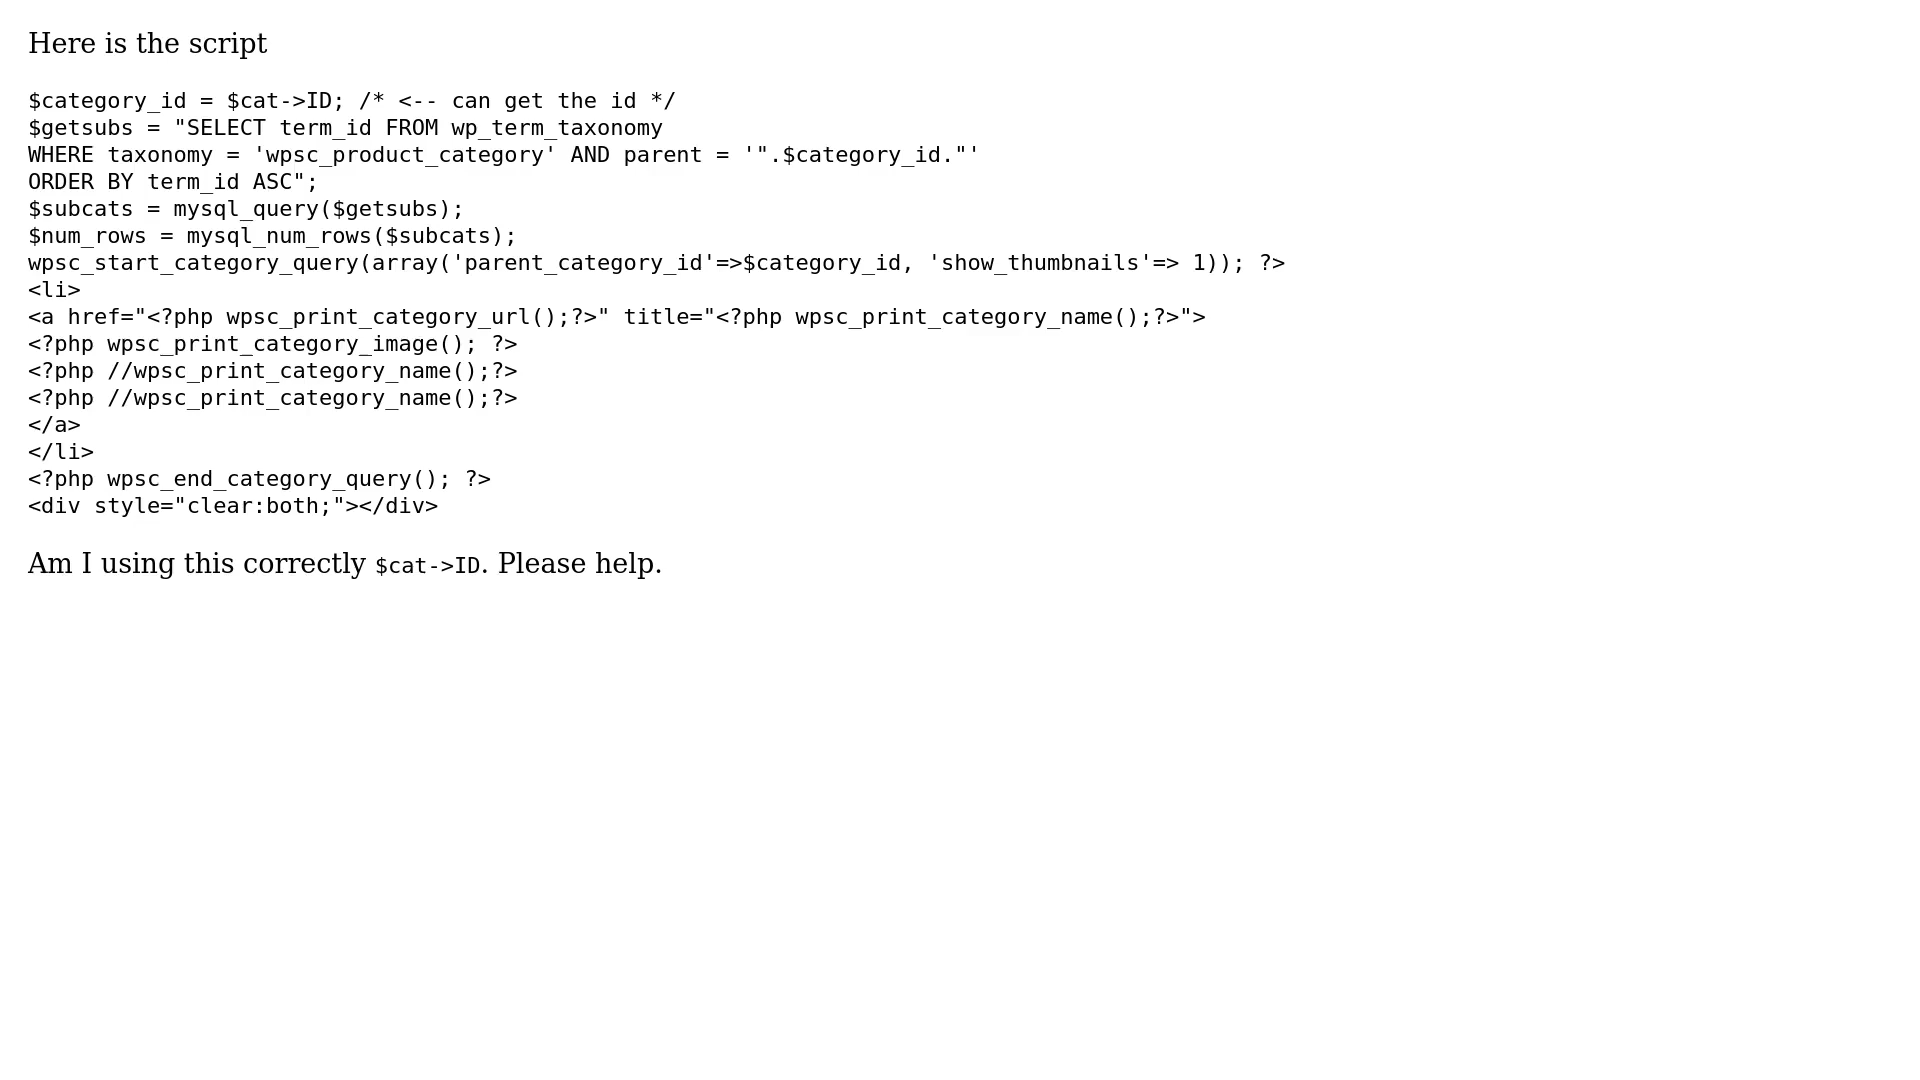 Here is the script
$category_id = $cat->ID; /* <-- can get the id */
$getsubs = "SELECT term_id FROM wp_term_taxonomy
WHERE taxonomy = 'wpsc_product_category' AND parent = '".$category_id."'
ORDER BY term_id ASC";
$subcats = mysql_query($getsubs);
$num_rows = mysql_num_rows($subcats);
wpsc_start_category_query(array('parent_category_id'=>$category_id, 'show_thumbnails'=> 1)); ?>
<li>
<a href="<?php wpsc_print_category_url();?>" title="<?php wpsc_print_category_name();?>">
<?php wpsc_print_category_image(); ?>
<?php //wpsc_print_category_name();?>
<?php //wpsc_print_category_name();?>
</a>
</li>
<?php wpsc_end_category_query(); ?>
<div style="clear:both;"></div>
Am I using this correctly $cat->ID. Please help.